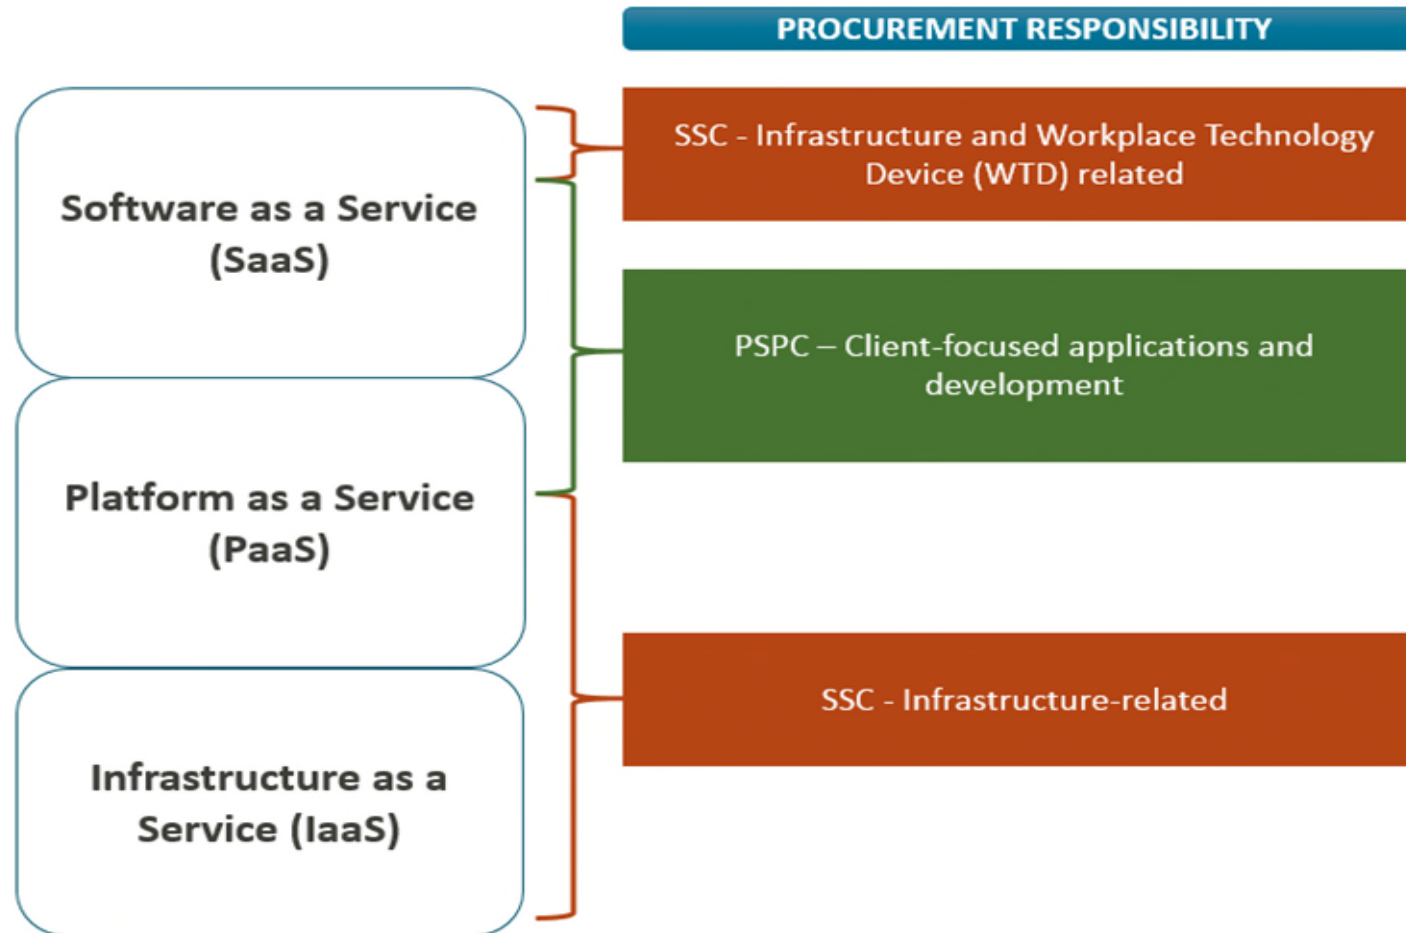 PROCUREMENT RESPONSIBILITY
Software as a Service
(SaaS)
SSC - Infrastructure and Workplace Technology
Device (WTD) related
PSPC – Client-focused applications and
development
Platform as a Service
(PaaS)
SSC - Infrastructure-related
Infrastructure as a
Service (IaaS)